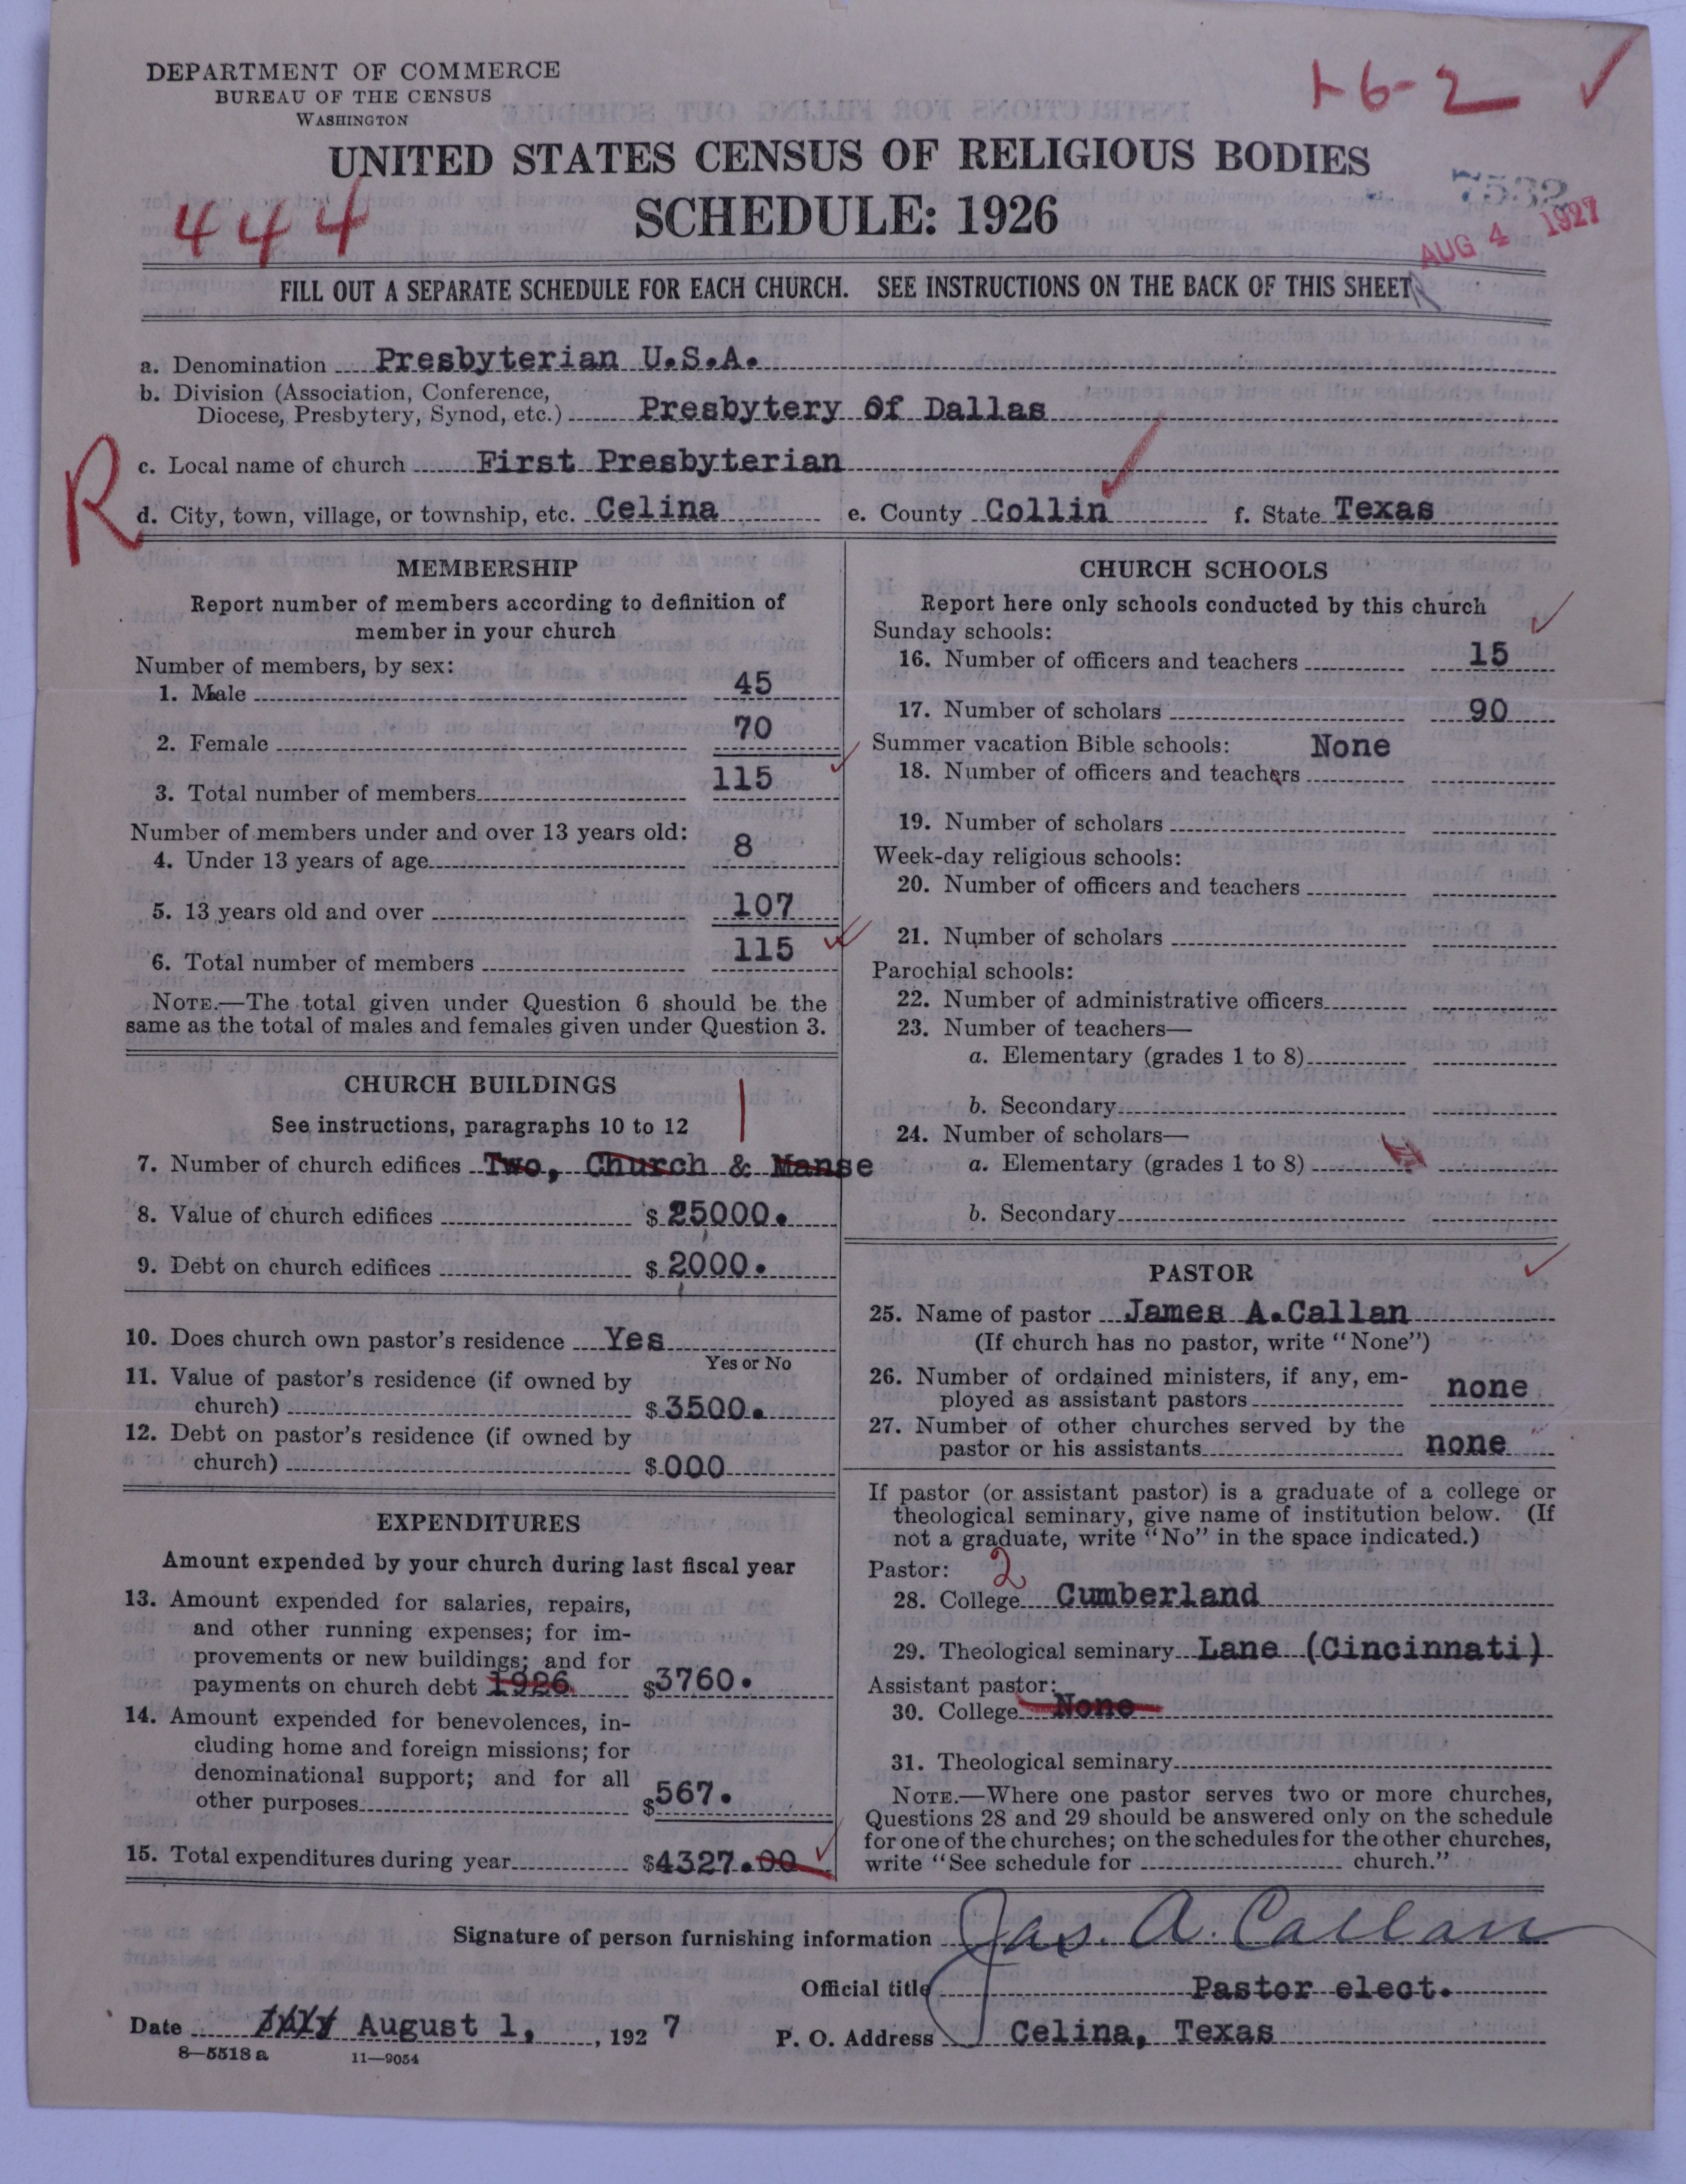 DEPARTMENT OF COMMERCE
BUREAU OF THE CENSUS
WASHINGTON
1-6-2
UNITED STATES CENSUS OF RELIGIOUS BODIES
SCHEDULE: 1926
444
7532
AUG 4 1927
FILL OUT A SEPARATE SCHEDULE FOR EACH CHURCH. SEE INSTRUCTIONS ON THE BACK OF THIS SHEET
a. Denomination Presbyterian U.S.A.
b. Division (Association, Conference,
Diocese, Presbytery, Synod, etc.) Presbytery Of Dallas
R
c. Local name of church First Presbyterian
d. City, town, village, or township, etc. Celina e. County Collin f. State Texas
MEMBERSHIP
Report number of members according to definition of
member in your church
Number of members, by sex:
1. Male 45
2. Female 70
3. Total number of members 115
Number of members under and over 13 years old:
4. Under 13 years of age 8
5. 13 years old and over 107
6. Total number of members 115
NOTE.—The total given under Question 6 should be the
same as the total of males and females given under Question 3.
CHURCH BUILDINGS
See instructions, paragraphs 10 to 12
1
7. Number of church edifices Two, Church & Manse
8. Value of church edifices $ 25000.
9. Debt on church edifices $ 2000.
10. Does church own pastor's residence Yes
Yes or No
11. Value of pastor's residence (if owned by
church) $ 3500.
12. Debt on pastor's residence (if owned by
church) $ 000
EXPENDITURES
Amount expended by your church during last fiscal year
13. Amount expended for salaries, repairs,
and other running expenses; for im-
provements or new buildings; and for
payments on church debt 1926 $3760.
14. Amount expended for benevolences, in-
cluding home and foreign missions; for
denominational support; and for all
other purposes $567.
15. Total expenditures during year $4327.00
CHURCH SCHOOLS
Report here only schools conducted by this church
Sunday schools:
16. Number of officers and teachers 15
17. Number of scholars 90
Summer vacation Bible schools: None
18. Number of officers and teachers
19. Number of scholars
Week-day religious schools:
20. Number of officers and teachers
21. Number of scholars
Parochial schools:
22. Number of administrative officers
23. Number of teachers—
a. Elementary (grades 1 to 8)
b. Secondary
24. Number of scholars—
a. Elementary (grades 1 to 8)
b. Secondary
PASTOR
25. Name of pastor James A.Callan
(If church has no pastor, write "None")
26. Number of ordained ministers, if any, em-
ployed as assistant pastors none
27. Number of other churches served by the
pastor or his assistants none
If pastor (or assistant pastor) is a graduate of a college or
theological seminary, give name of institution below. (If
not a graduate, write "No" in the space indicated.)
Pastor: 2
28. College Cumberland
29. Theological seminary Lane (Cincinnati)
Assistant pastor:
30. College None
31. Theological seminary
NOTE.—Where one pastor serves two or more churches,
Questions 28 and 29 should be answered only on the schedule
for one of the churches; on the schedules for the other churches,
write "See schedule for church."
Signature of person furnishing information Jas. A. Callan
Official title Pastor elect.
Date July August 1, , 192 7 P. O. Address Celina, Texas
8—5518 a 11—9054